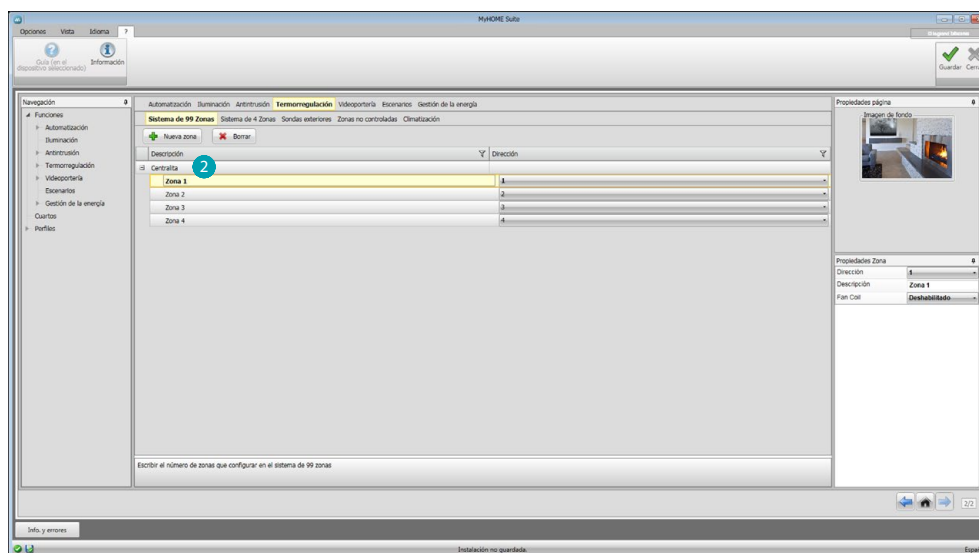 MyHOME Suite
Opciones Vista Idioma ?
Guía (en el dispositivo seleccionado)
Información
Guardar
Navegación
Funciones
Automatización
Iluminación
Antintrusión
Termorregulación
Videoportería
Escenarios
Gestión de la energía
Cuartos
Perfiles
Automatización Iluminación Antintrusión Termorregulación Videoportería Escenarios Gestión de la energía
Sistema de 99 Zonas Sistema de 4 Zonas Sondas exteriores Zonas no controladas Climatización
Nueva zona Borrar
Descripción Dirección
Centralita 2
Zona 1 1
Zona 2 2
Zona 3 3
Zona 4 4
Escribir el número de zonas que configurar en el sistema de 99 zonas
Propiedades página
Imagen de fondo
Propiedades Zona
Dirección 1
Descripción Zona 1
Fan Coil Deshabilitado
2/2
Info. y errores
Instalación no guardada.